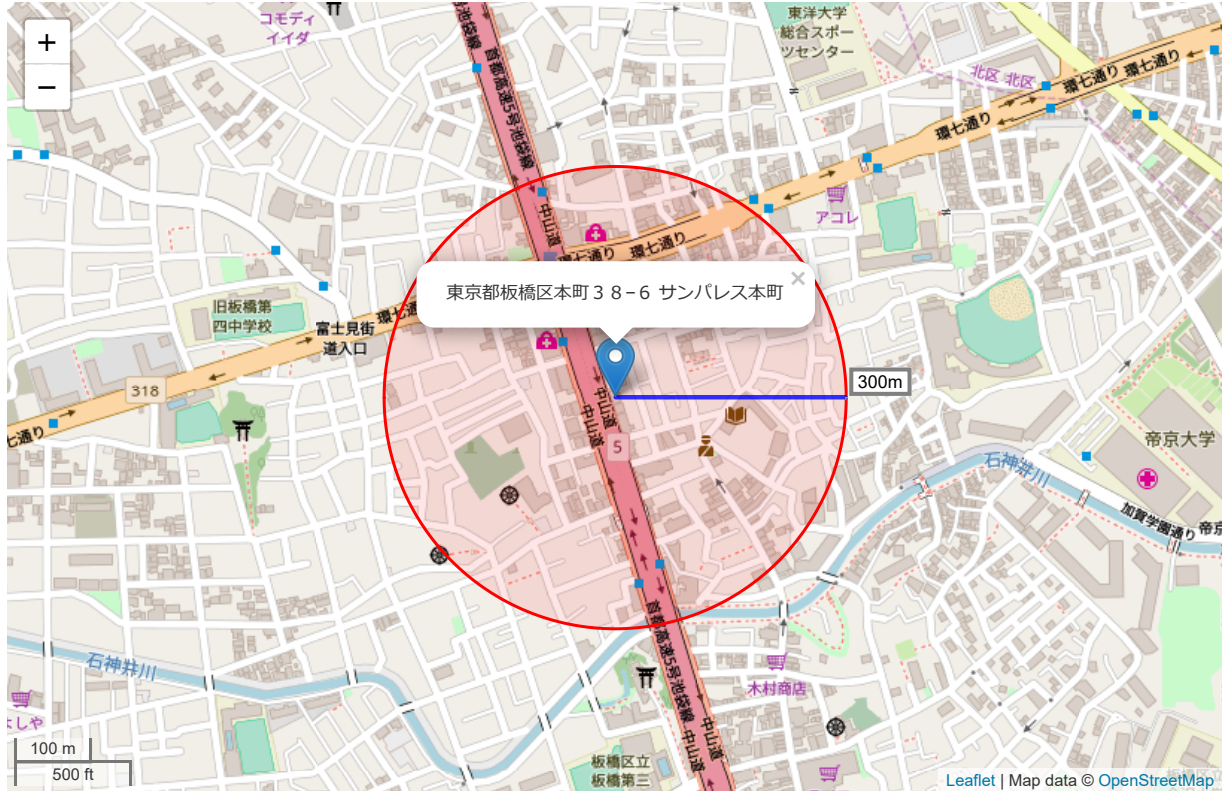 +
−
コモディ
イイダ
東洋大学
総合スポー
ツセンター
首都高速5号池袋線
北区 北区
環七通り 環七通り
環七通り
アコレ
中山道
環七通り 環七通り
東京都板橋区本町３８−６ サンパレス本町
×
旧板橋第
四中学校
富士見街
道入口
318
300m
中山道
中山道
5
帝京大学
石神井川
加賀学園通り
石神井川
首都高速5号池袋線
中山道
中山道
木村商店
100 m
500 ft
板橋区立
板橋第三
Leaflet | Map data © OpenStreetMap